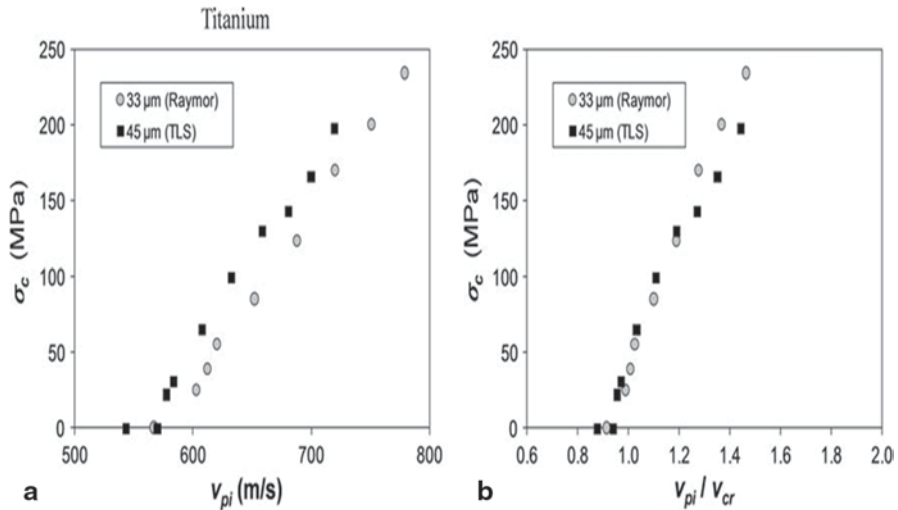 Titanium
250
200
150
100
50
0
σc (MPa)
33 µm (Raymor)
45 µm (TLS)
500 600 700 800
a
vpi (m/s)
250
200
150
100
50
0
σc (MPa)
33 µm (Raymor)
45 µm (TLS)
0.6 0.8 1.0 1.2 1.4 1.6 1.8 2.0
b
vpi / vcr